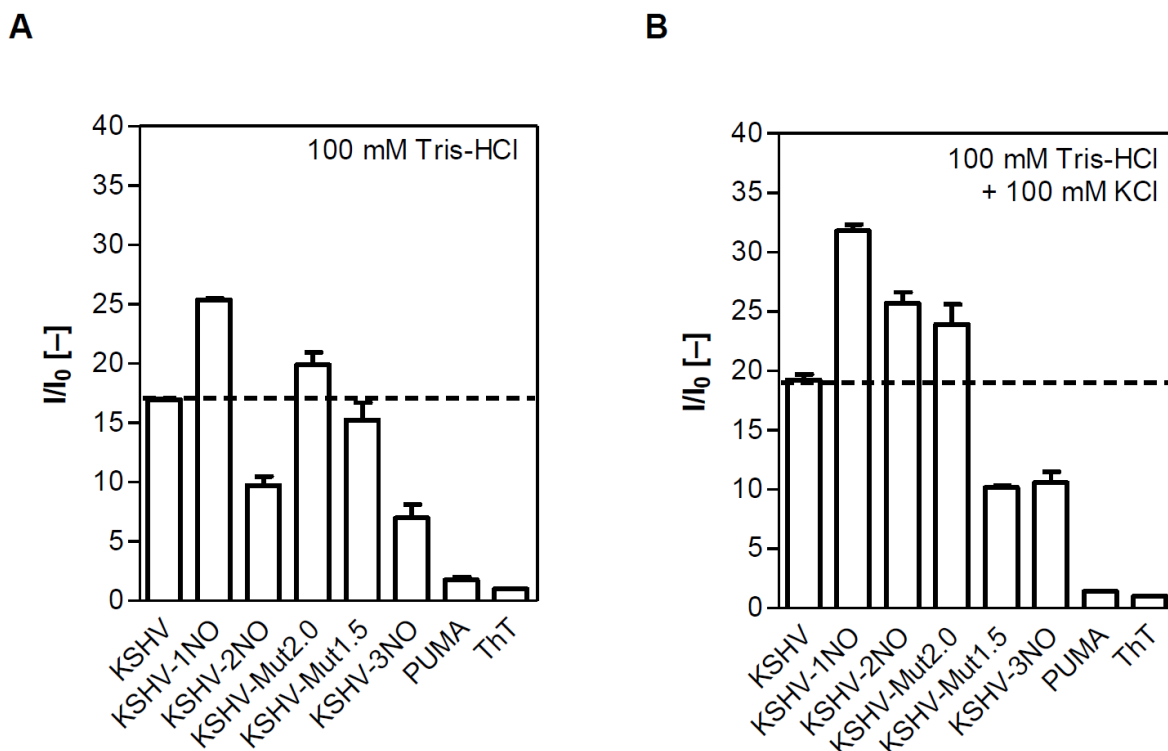 A
B
100 mM Tris-HCl
40
35
30
25
20
15
10
5
0
I/I0 [–]
KSHV
KSHV-1NO
KSHV-2NO
KSHV-Mut2.0
KSHV-Mut1.5
KSHV-3NO
PUMA
ThT
100 mM Tris-HCl
+ 100 mM KCl
40
35
30
25
20
15
10
5
0
I/I0 [–]
KSHV
KSHV-1NO
KSHV-2NO
KSHV-Mut2.0
KSHV-Mut1.5
KSHV-3NO
PUMA
ThT